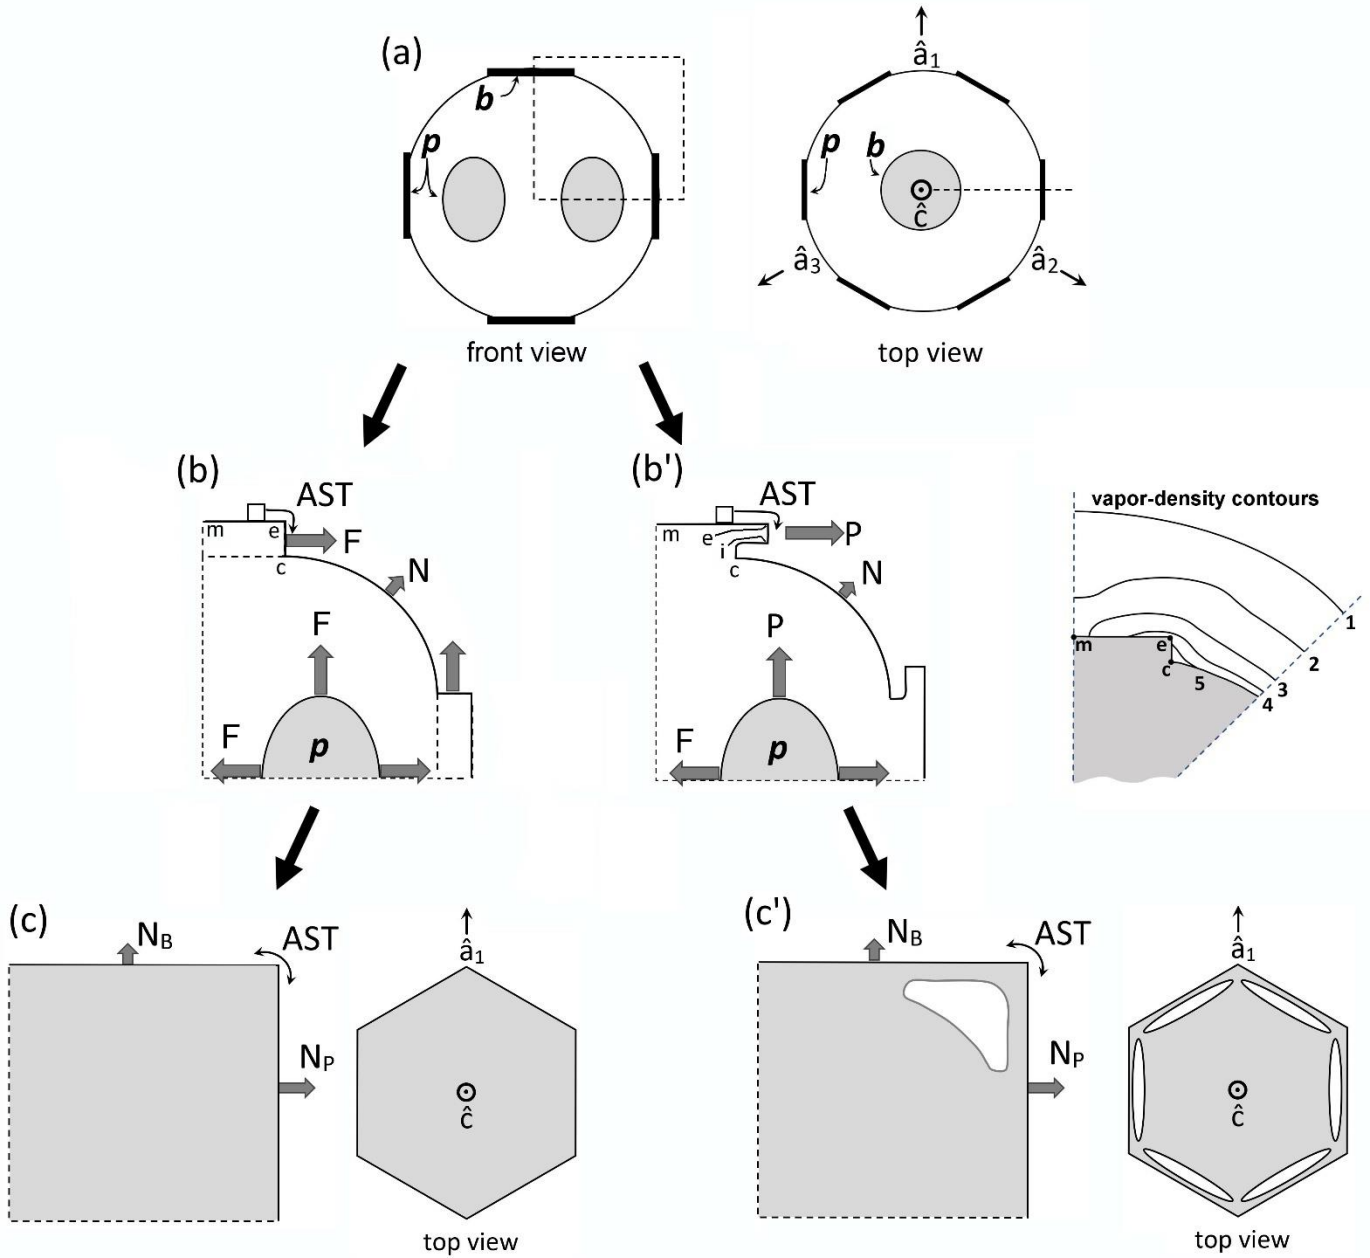 (a)
b
p
front view
â1
p
b
ĉ
â3
â2
top view
(b)
AST
m
e
F
c
N
F
F
p
(b')
AST
m
e
P
i
c
N
P
F
p
vapor-density contours
m
e
c
5
4
3
2
1
(c)
NB
AST
NP
â1
ĉ
top view
(c')
NB
AST
NP
â1
ĉ
top view